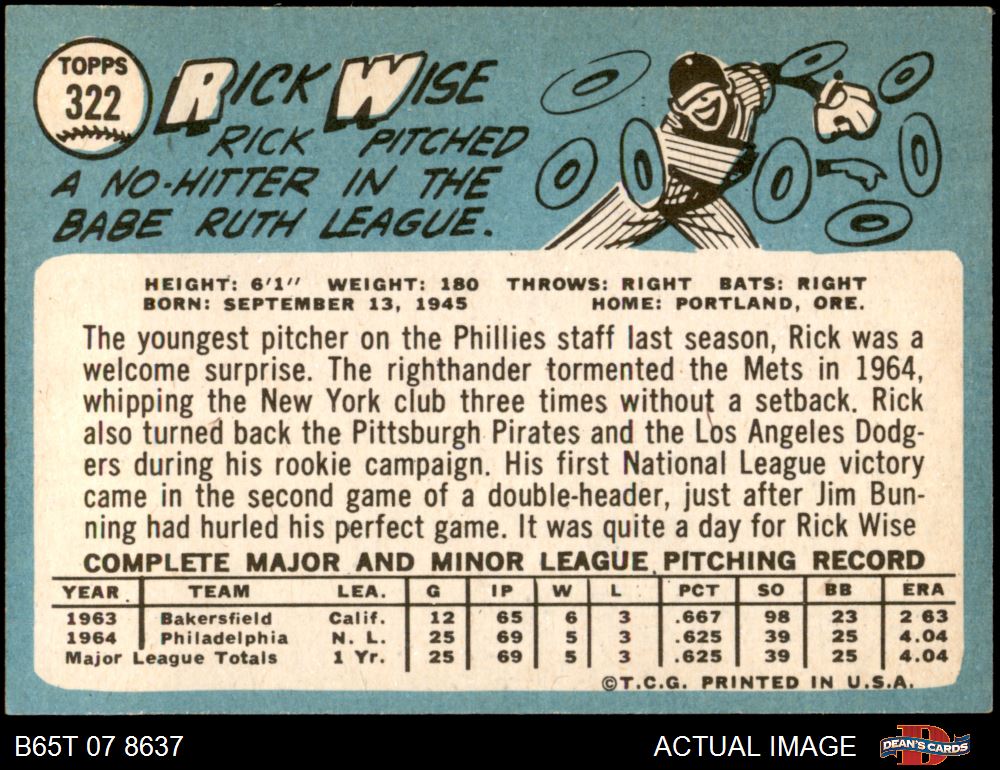 TOPPS
322
RICK WISE
RICK PITCHED
A NO-HITTER IN THE
BABE RUTH LEAGUE.
HEIGHT: 6'1" WEIGHT: 180 THROWS: RIGHT BATS: RIGHT
BORN: SEPTEMBER 13, 1945 HOME: PORTLAND, ORE.
The youngest pitcher on the Phillies staff last season, Rick was a
welcome surprise. The righthander tormented the Mets in 1964,
whipping the New York club three times without a setback. Rick
also turned back the Pittsburgh Pirates and the Los Angeles Dodg-
ers during his rookie campaign. His first National League victory
came in the second game of a double-header, just after Jim Bun-
ning had hurled his perfect game. It was quite a day for Rick Wise
COMPLETE MAJOR AND MINOR LEAGUE PITCHING RECORD
YEAR TEAM LEA. G IP W L PCT SO BB ERA
1963 Bakersfield Calif. 12 65 6 3 .667 98 23 2 63
1964 Philadelphia N. L. 25 69 5 3 .625 39 25 4.04
Major League Totals 1 Yr. 25 69 5 3 .625 39 25 4.04
©T.C.G. PRINTED IN U.S.A.
B65T 07 8637 ACTUAL IMAGE DEAN'S CARDS